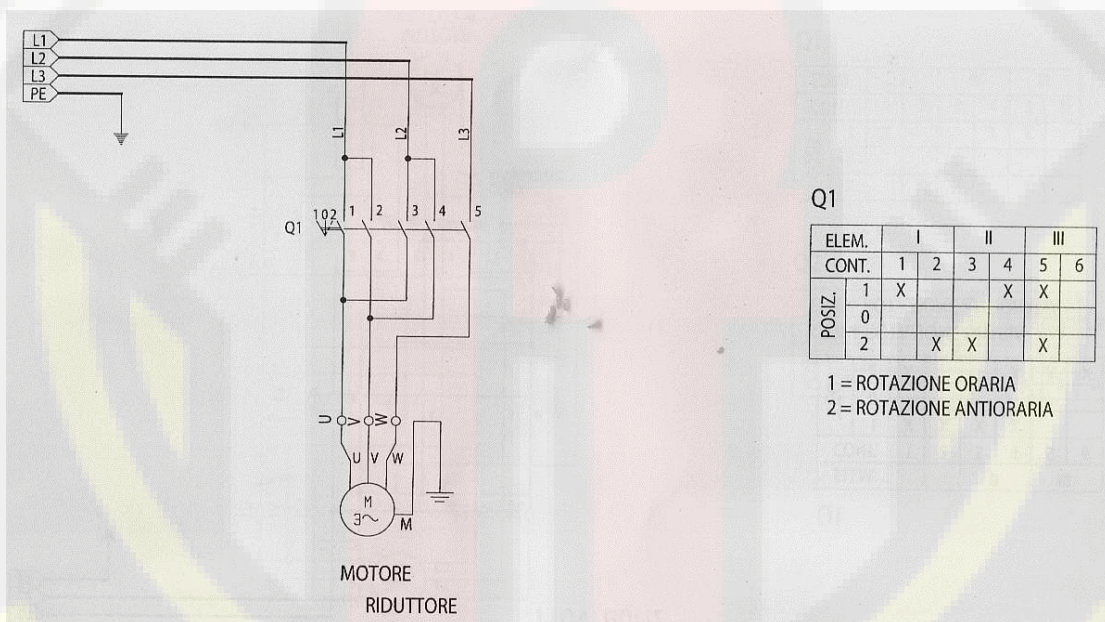 L1
L2
L3
PE
L1 L2 L3
Q1 1 0 2 1 2 3 4 5
U V W
U V W
M
3~
M
MOTORE
RIDUTTORE
Q1
ELEM. I II III
CONT. 1 2 3 4 5 6
POSIZ.
1 X X X
0
2 X X X
1 = ROTAZIONE ORARIA
2 = ROTAZIONE ANTIORARIA